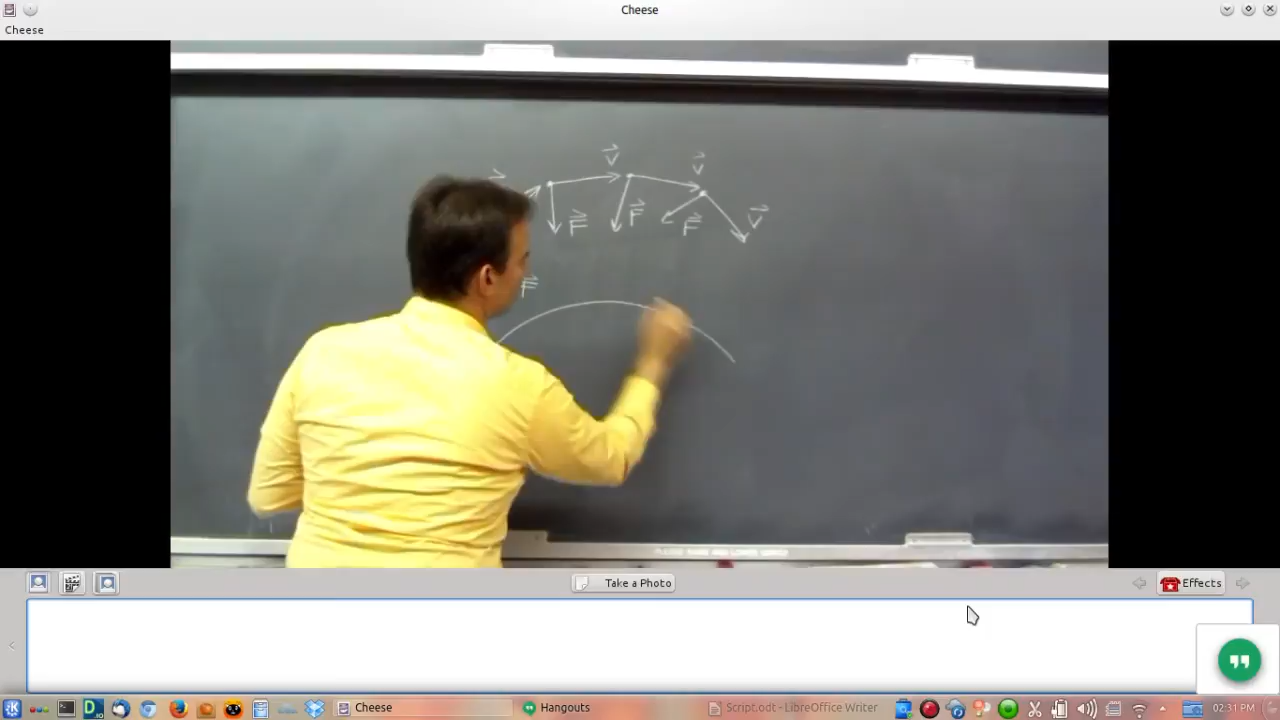 Cheese
Cheese
v⃗ v⃗
F⃗ F⃗ F⃗ v⃗
F⃗
Take a Photo
Effects
Cheese Hangouts Script.odt - LibreOffice Writer 02:31 PM